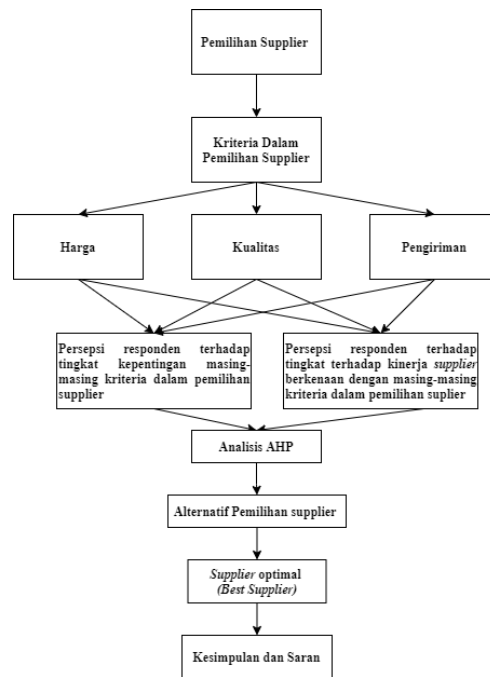 Pemilihan Supplier
Kriteria Dalam
Pemilihan Supplier
Harga
Kualitas
Pengiriman
Persepsi responden terhadap
tingkat kepentingan masing-
masing kriteria dalam pemilihan
supplier
Persepsi responden terhadap
tingkat terhadap kinerja supplier
berkenaan dengan masing-masing
kriteria dalam pemilihan suplier
Analisis AHP
Alternatif Pemilihan supplier
Supplier optimal
(Best Supplier)
Kesimpulan dan Saran